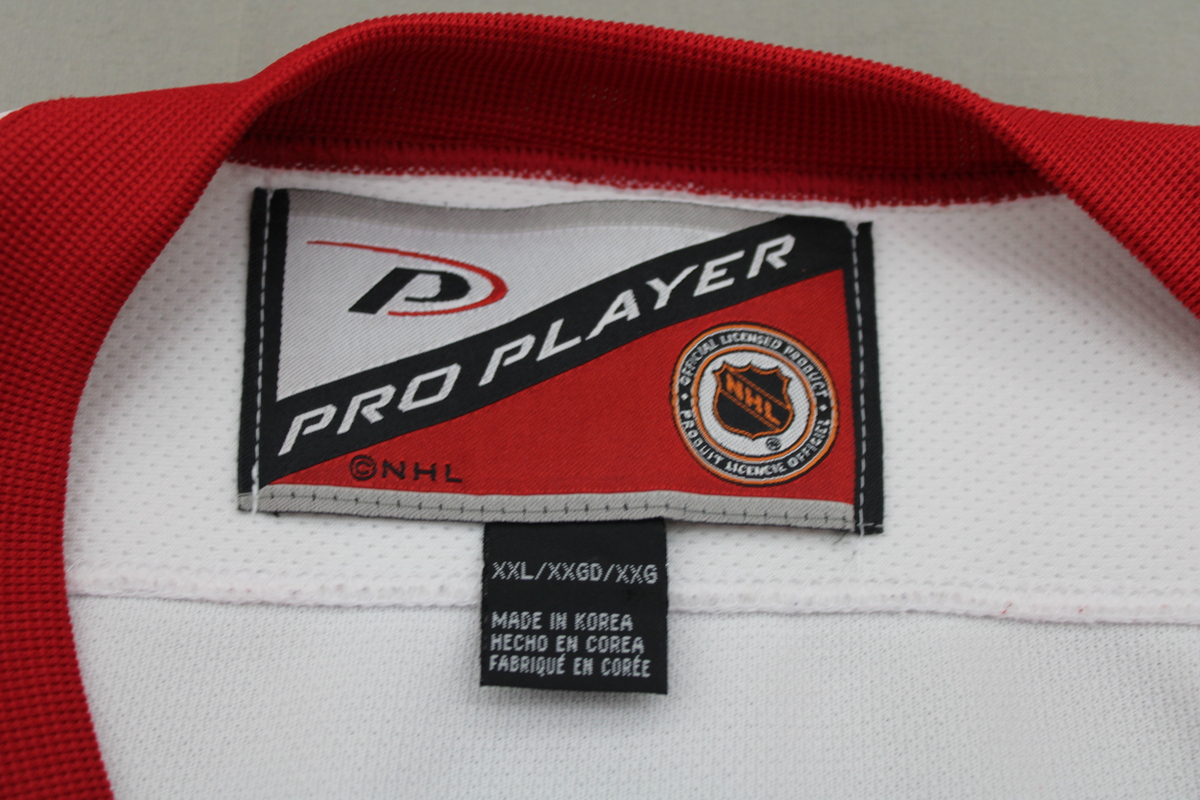 PRO PLAYER
OFFICIAL LICENSED PRODUCT
NHL
®
PRODUIT LICENCIE OFFICIEL
©NHL
XXL/XXGD/XXG
MADE IN KOREA
HECHO EN COREA
FABRIQUÉ EN CORÉE